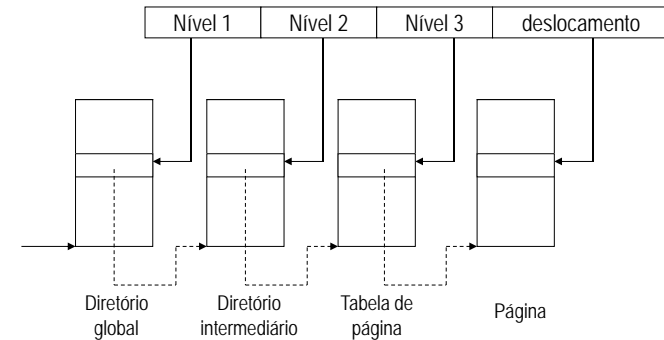 Nível 1 Nível 2 Nível 3 deslocamento
Diretório global
Diretório intermediário
Tabela de página
Página